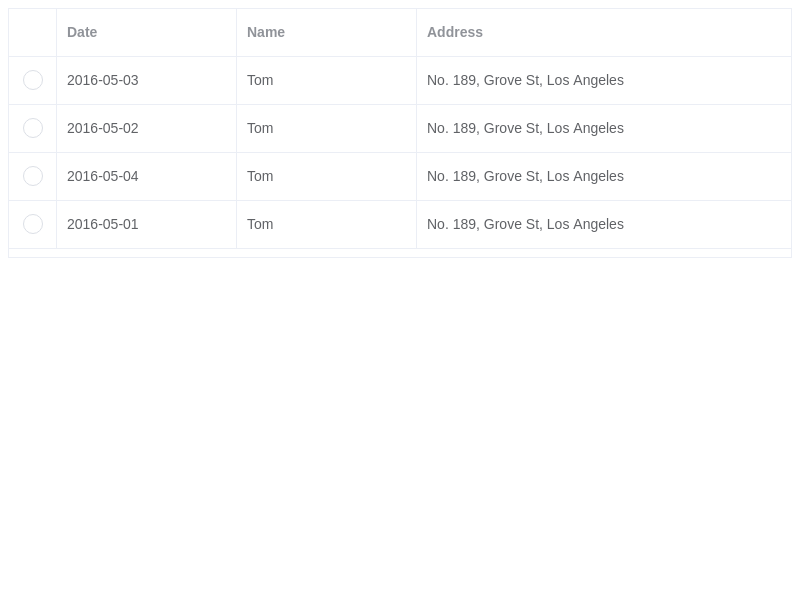 Date Name Address
2016-05-03 Tom No. 189, Grove St, Los Angeles
2016-05-02 Tom No. 189, Grove St, Los Angeles
2016-05-04 Tom No. 189, Grove St, Los Angeles
2016-05-01 Tom No. 189, Grove St, Los Angeles